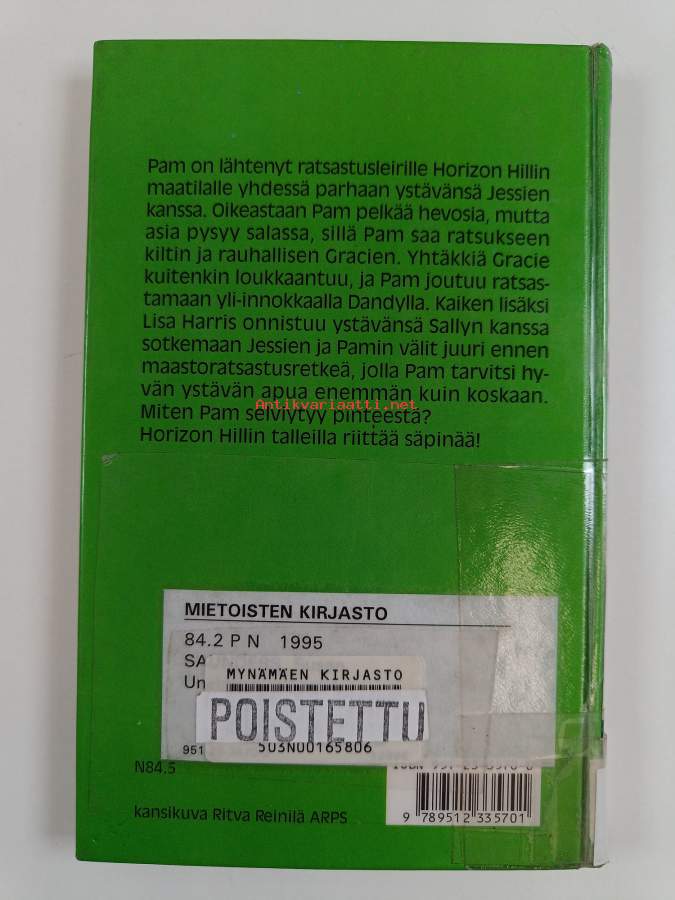 Pam on lähtenyt ratsastusleirille Horizon Hillin
maatilalle yhdessä parhaan ystävänsä Jessien
kanssa. Oikeastaan Pam pelkää hevosia, mutta
asia pysyy salassa, sillä Pam saa ratsukseen
kiltin ja rauhallisen Gracien. Yhtäkkiä Gracie
kuitenkin loukkaantuu, ja Pam joutuu ratsas-
tamaan yli-innokkaalla Dandylla. Kaiken lisäksi
Lisa Harris onnistuu ystävänsä Sallyn kanssa
sotkemaan Jessien ja Pamin välit juuri ennen
maastoratsastusretkeä, jolla Pam tarvitsi hy-
vän ystävän apua enemmän kuin koskaan.
Antikvariaatti.net
Miten Pam selviytyy pinteestä?
Horizon Hillin talleilla riittää säpinää!
MIETOISTEN KIRJASTO
84.2 P N 1995
MYNÄMÄEN KIRJASTO
POISTETTU
951
503N00165806
N84.5
ISBN
9 789512 335701
kansikuva Ritva Reinilä ARPS